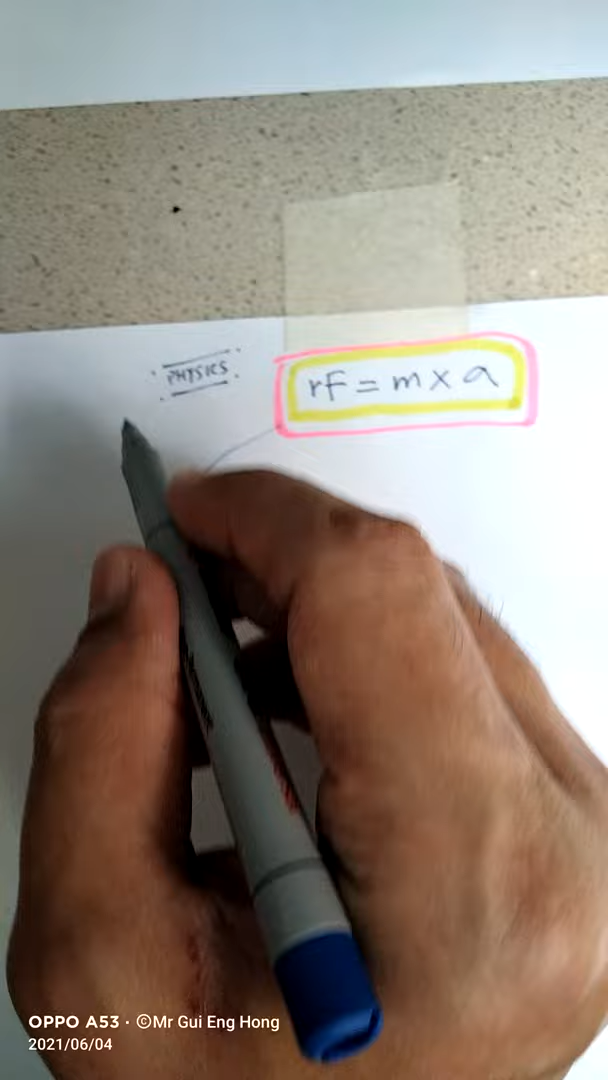 PHYSICS
rF = m x a
OPPO A53 · ©Mr Gui Eng Hong
2021/06/04